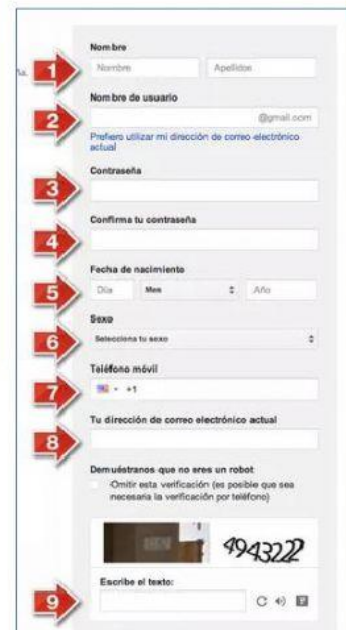 ña.
Nombre
1
Nombre Apellidos
Nombre de usuario
2
@gmail.com
Prefiero utilizar mi dirección de correo electrónico
actual
Contraseña
3
Confirma tu contraseña
4
Fecha de nacimiento
5
Día Mes Año
Sexo
6
Selecciona tu sexo
Teléfono móvil
7
+1
Tu dirección de correo electrónico actual
8
Demuéstranos que no eres un robot
Omitir esta verificación (es posible que sea
necesaria la verificación por teléfono)
4943222
Escribe el texto:
9